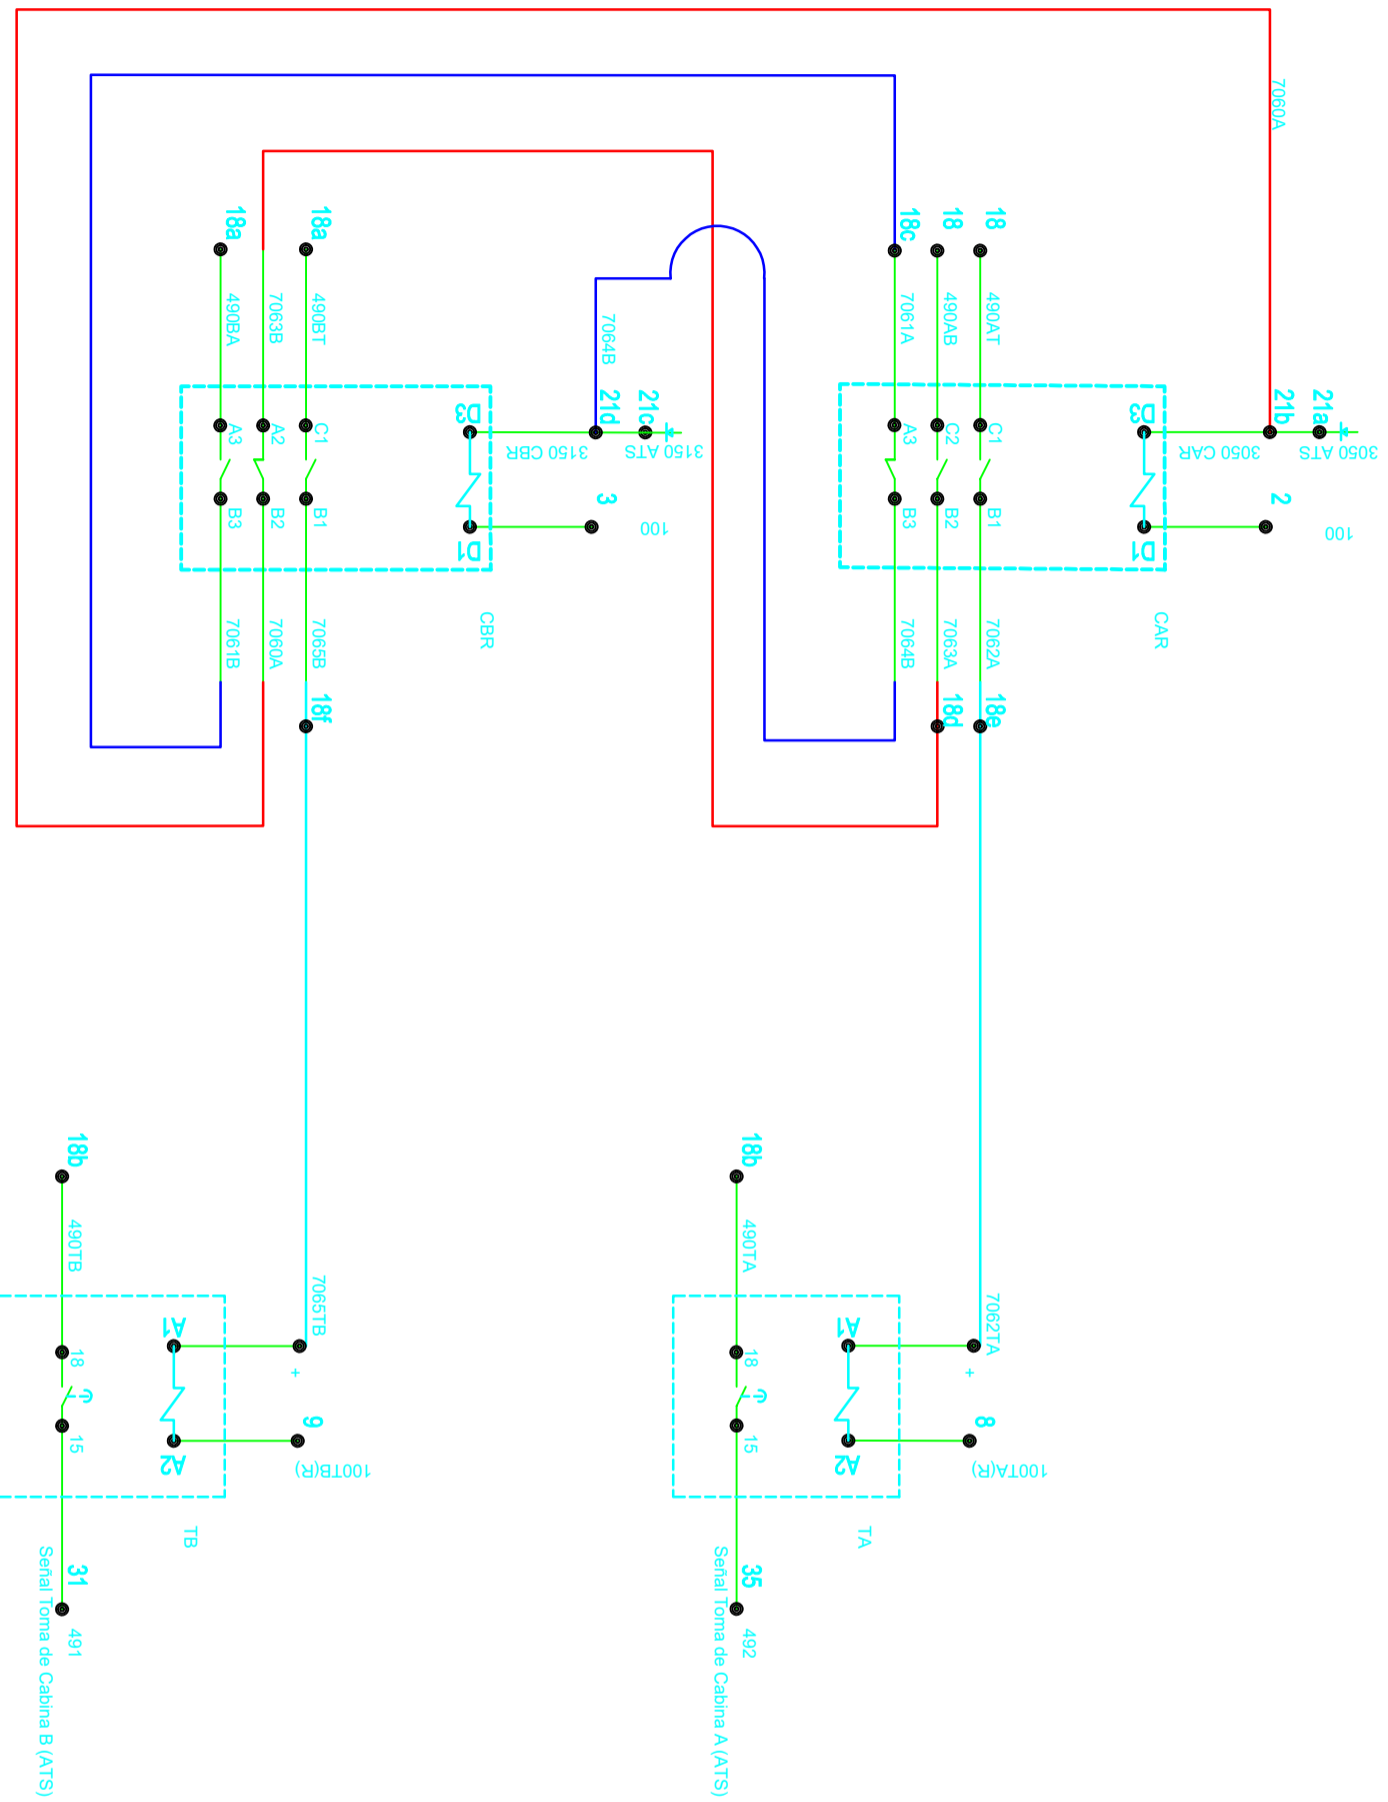 7060A
18a
18a
18c
18
18
490BA
7063B
490BT
7064B
7061A
490AB
490AT
21d
21c
21b
21a
3150 CBR
3150 ATS
3050 CAR
3050 ATS
A3
A2
C1
D3
A3
C2
C1
D3
3
100
2
100
B3
B2
B1
D1
B3
B2
B1
D1
7061B
7060A
7065B
CBR
7064B
7063A
7062A
CAR
18f
18d
18e
18b
18b
490TB
7065TB
490TA
7062TA
18
A1
+
18
A1
+
15
A2
9
100TB(R)
15
A2
8
100TA(R)
TB
TA
31
491
Señal Toma de Cabina B (ATS)
35
492
Señal Toma de Cabina A (ATS)